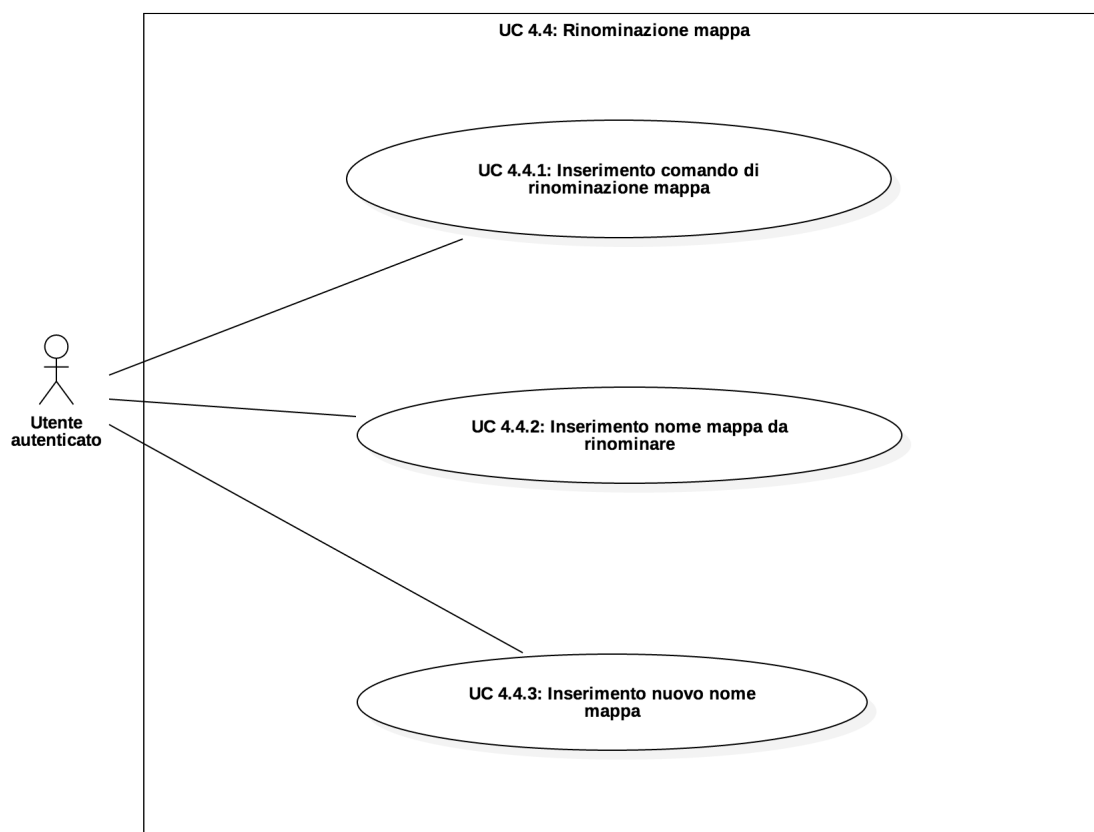 UC 4.4: Rinominazione mappa
UC 4.4.1: Inserimento comando di
rinominazione mappa
Utente
autenticato
UC 4.4.2: Inserimento nome mappa da
rinominare
UC 4.4.3: Inserimento nuovo nome
mappa